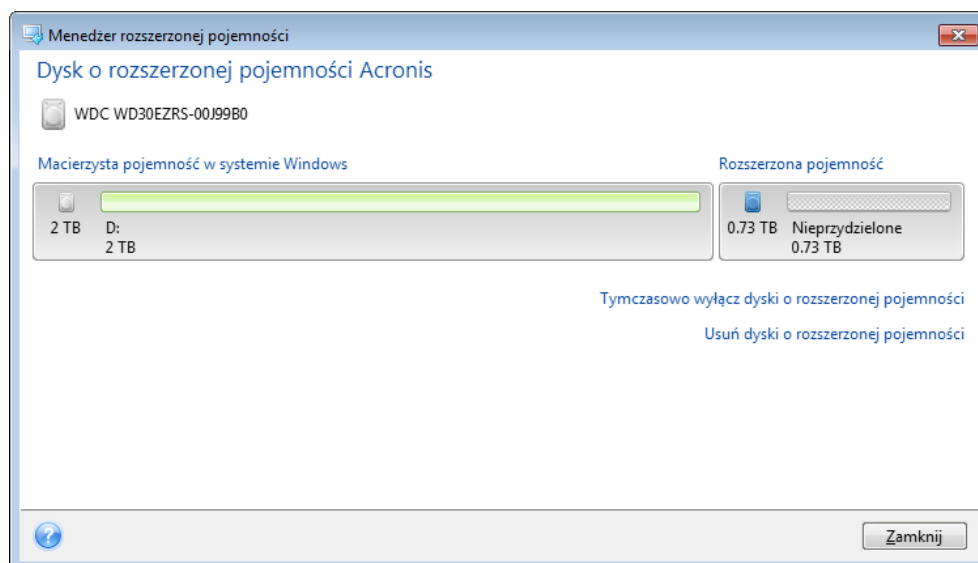 Menedżer rozszerzonej pojemności
Dysk o rozszerzonej pojemności Acronis
WDC WD30EZRS-00J99B0
Macierzysta pojemność w systemie Windows
Rozszerzona pojemność
2 TB
D:
2 TB
0.73 TB
Nieprzydzielone
0.73 TB
Tymczasowo wyłącz dyski o rozszerzonej pojemności
Usuń dyski o rozszerzonej pojemności
?
Zamknij